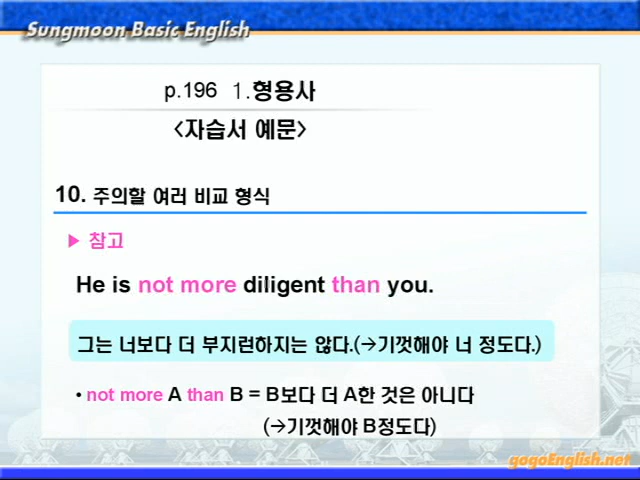 Sungmoon Basic English
p.196 1.형용사
<자습서 예문>
10. 주의할 여러 비교 형식
▶ 참고
He is not more diligent than you.
그는 너보다 더 부지런하지는 않다.(→기껏해야 너 정도다.)
• not more A than B = B보다 더 A한 것은 아니다
(→기껏해야 B정도다)
gogoEnglish.net